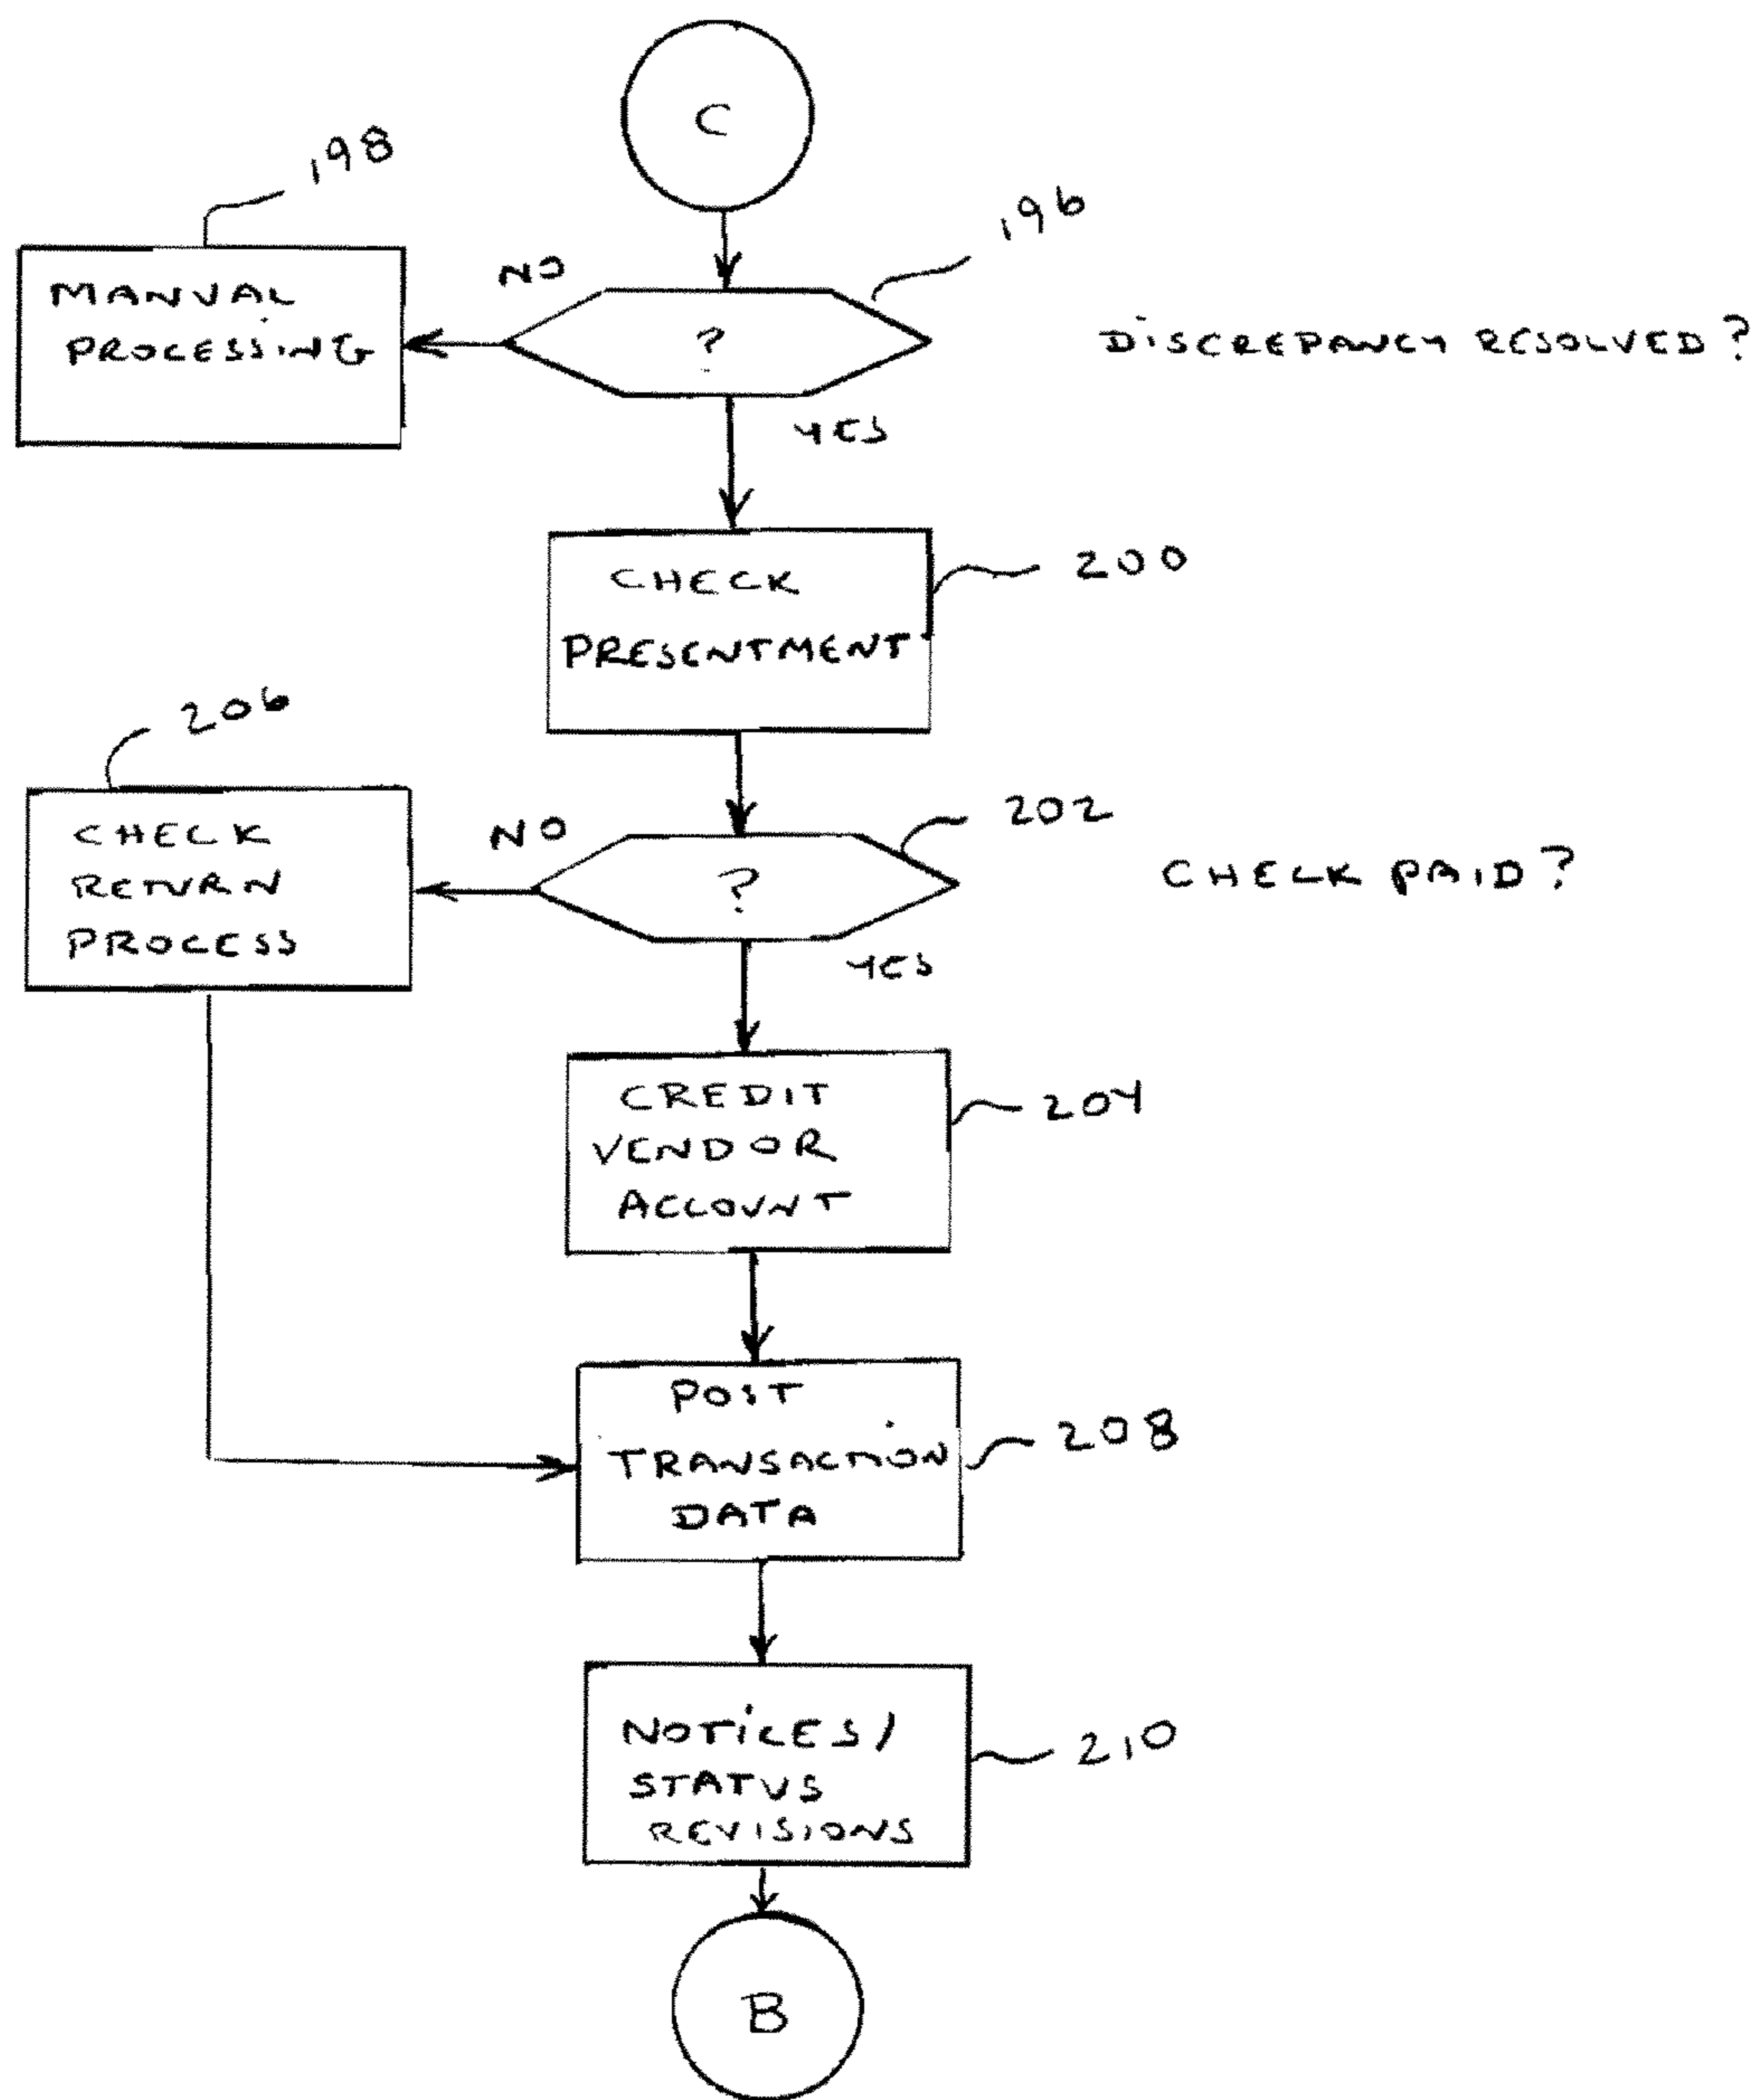 C
198
196
MANUAL
PROCESSING
NO
?
DISCREPANCY RESOLVED?
YES
CHECK
PRESENTMENT
200
206
CHECK
RETURN
PROCESS
NO
?
202
CHECK PAID?
YES
CREDIT
VENDOR
ACCOUNT
204
POST
TRANSACTION
DATA
208
NOTICES/
STATUS
REVISIONS
210
B